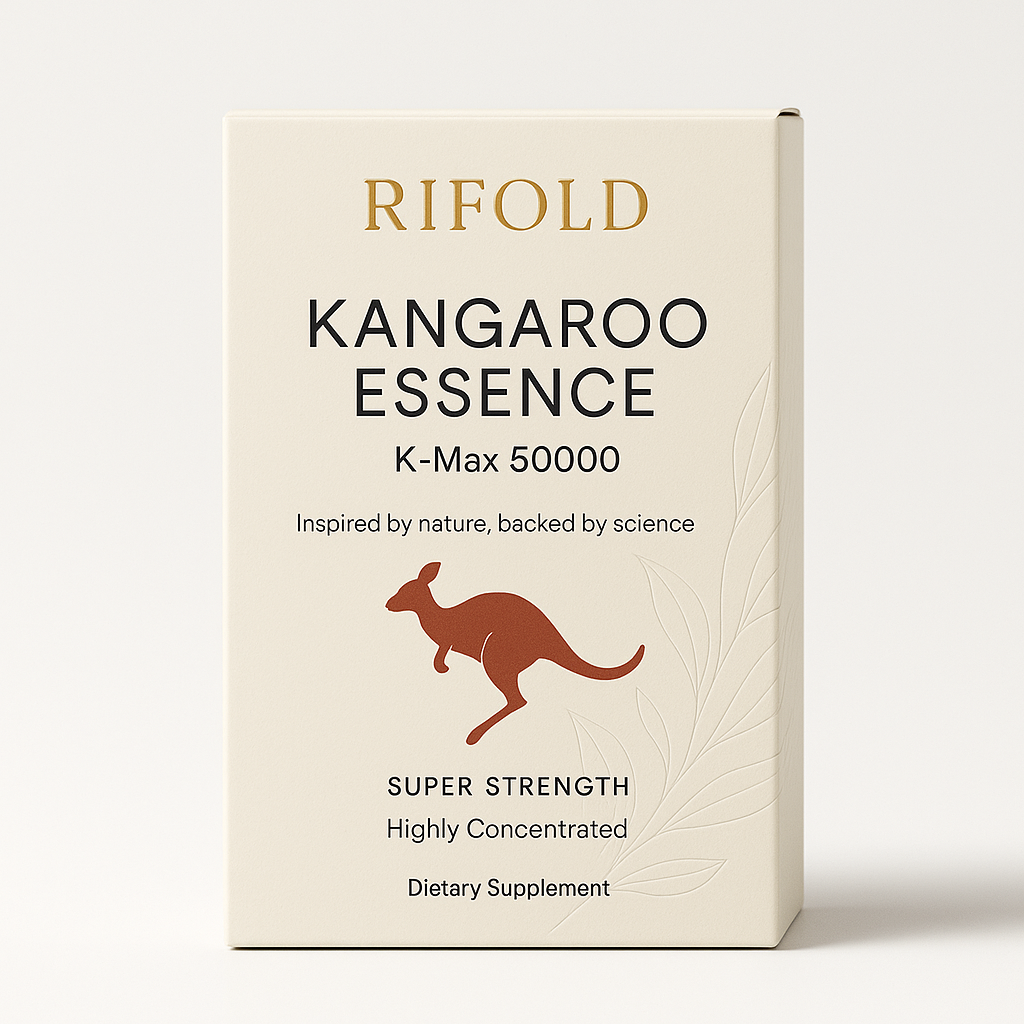 RIFOLD
KANGAROO
ESSENCE
K-Max 50000
Inspired by nature, backed by science
SUPER STRENGTH
Highly Concentrated
Dietary Supplement